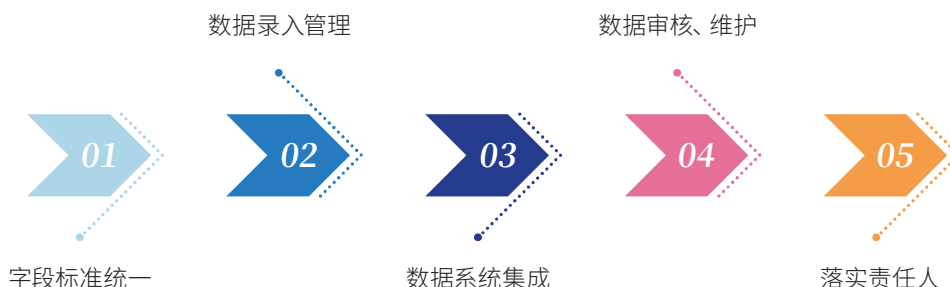 数据录入管理
数据审核、维护
01
02
03
04
05
字段标准统一
数据系统集成
落实责任人